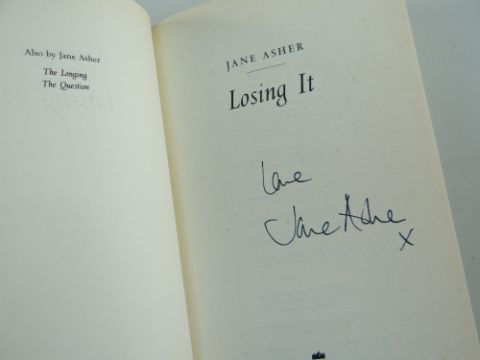 Also by Jane Asher
The Longing
The Question
JANE ASHER
Losing It
Love
Jane Asher
x